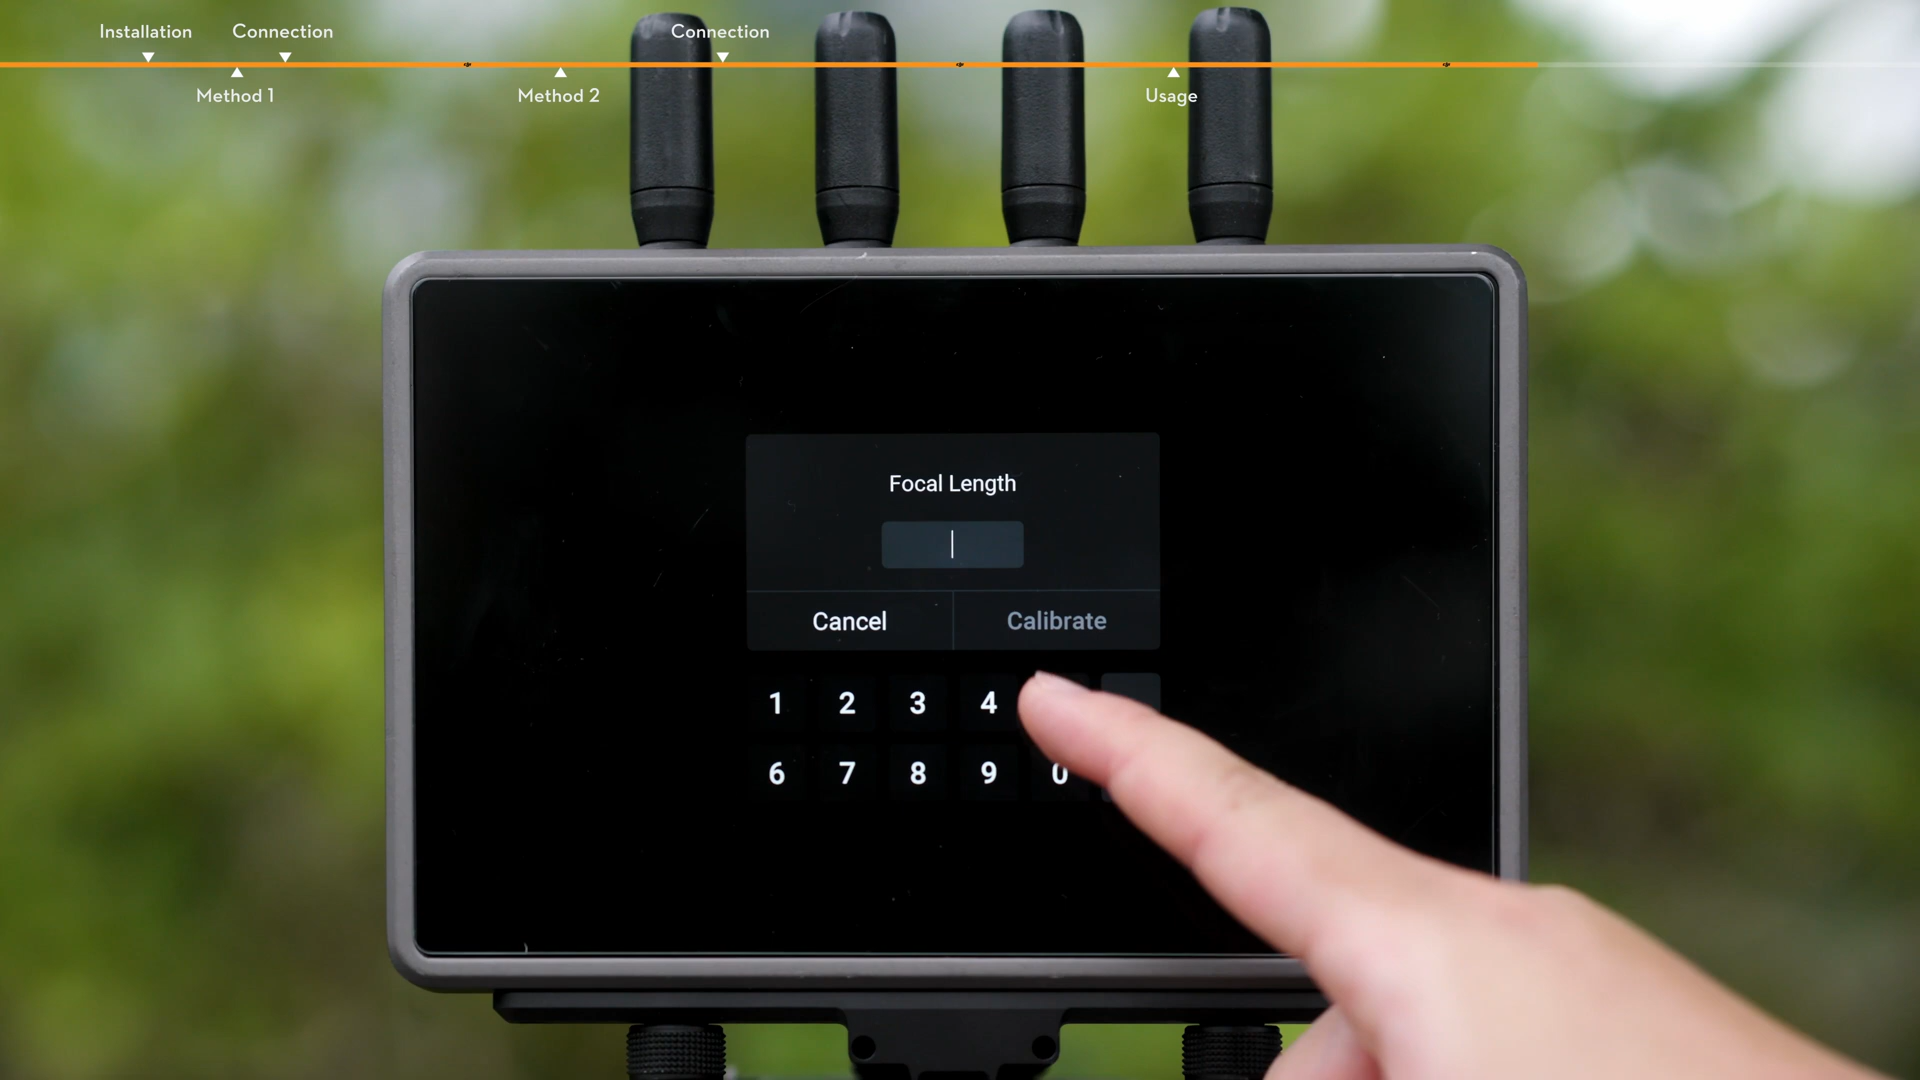 Installation
Connection
Connection
Method 1
Method 2
Usage
Focal Length
Cancel
Calibrate
1 2 3 4
6 7 8 9 0